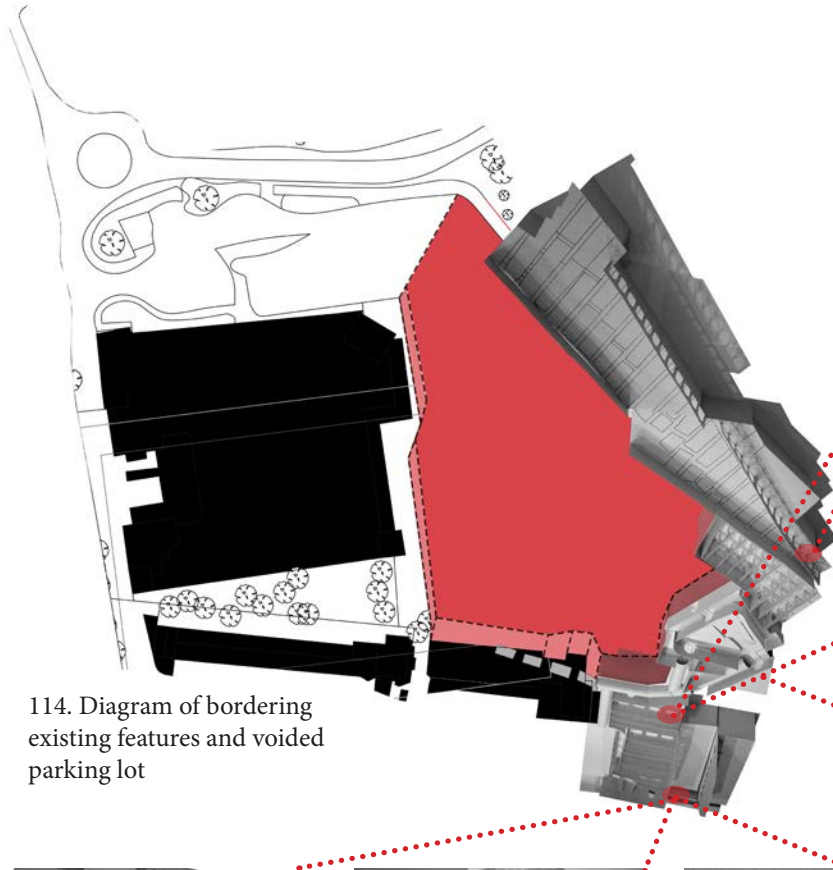 114. Diagram of bordering
existing features and voided
parking lot